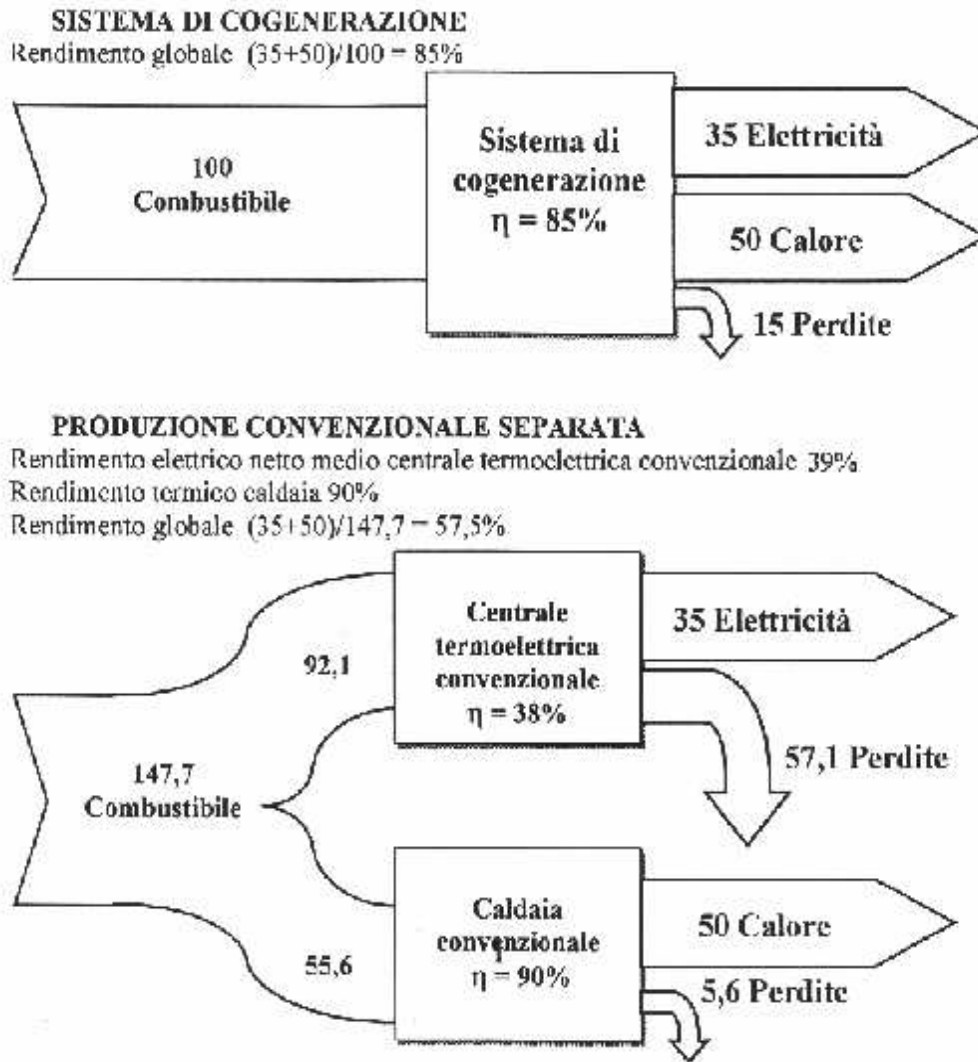 SISTEMA DI COGENERAZIONE
Rendimento globale (35+50)/100 = 85%
100
Combustibile
Sistema di
cogenerazione
η = 85%
35 Elettricità
50 Calore
15 Perdite
PRODUZIONE CONVENZIONALE SEPARATA
Rendimento elettrico netto medio centrale termoelettrica convenzionale 39%
Rendimento termico caldaia 90%
Rendimento globale (35+50)/147,7 = 57,5%
92,1
Centrale
termoelettrica
convenzionale
η = 38%
35 Elettricità
57,1 Perdite
147,7
Combustibile
55,6
Caldaia
convenzionale
η = 90%
50 Calore
5,6 Perdite